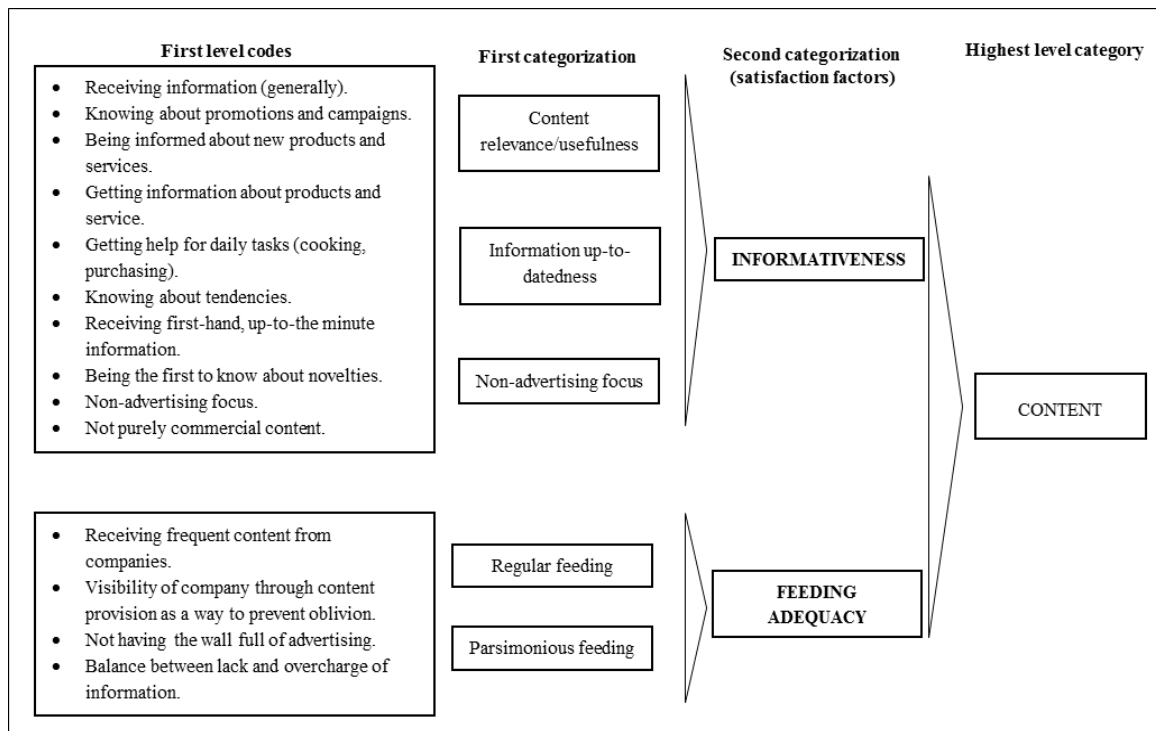 First level codes
First categorization
Second categorization
(satisfaction factors)
Highest level category
• Receiving information (generally).
• Knowing about promotions and campaigns.
• Being informed about new products and
services.
• Getting information about products and
service.
• Getting help for daily tasks (cooking,
purchasing).
• Knowing about tendencies.
• Receiving first-hand, up-to-the minute
information.
• Being the first to know about novelties.
• Non-advertising focus.
• Not purely commercial content.
Content
relevance/usefulness
Information up-to-
datedness
Non-advertising focus
INFORMATIVENESS
CONTENT
• Receiving frequent content from
companies.
• Visibility of company through content
provision as a way to prevent oblivion.
• Not having the wall full of advertising.
• Balance between lack and overcharge of
information.
Regular feeding
Parsimonious feeding
FEEDING
ADEQUACY